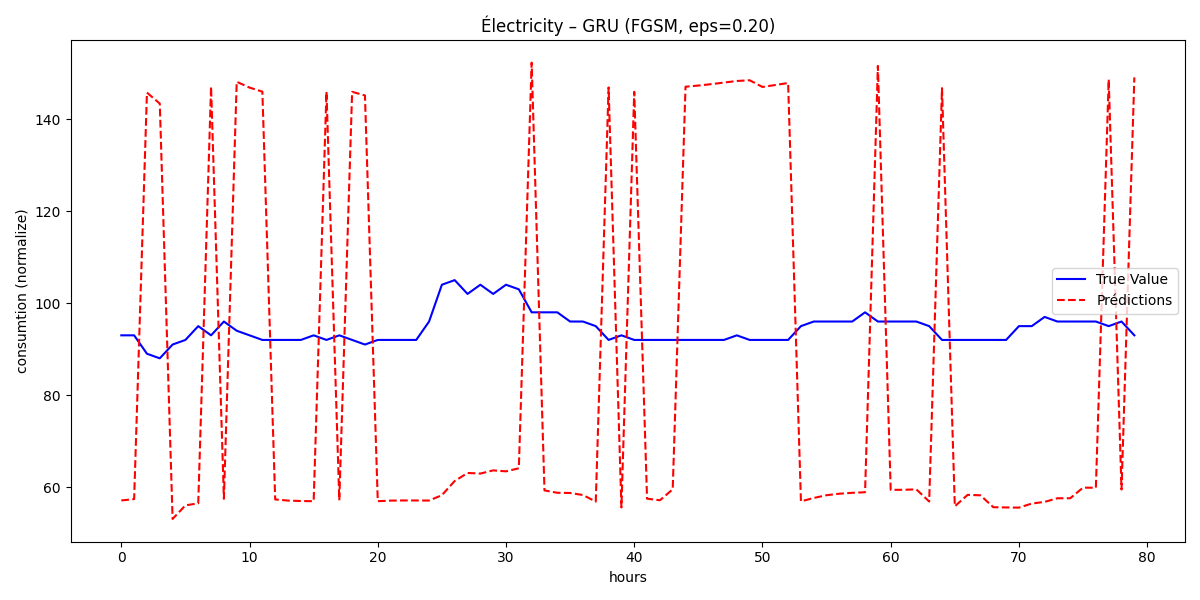 Électricity – GRU (FGSM, eps=0.20)
consumtion (normalize)
140
120
100
80
60
True Value
Prédictions
0 10 20 30 40 50 60 70 80
hours